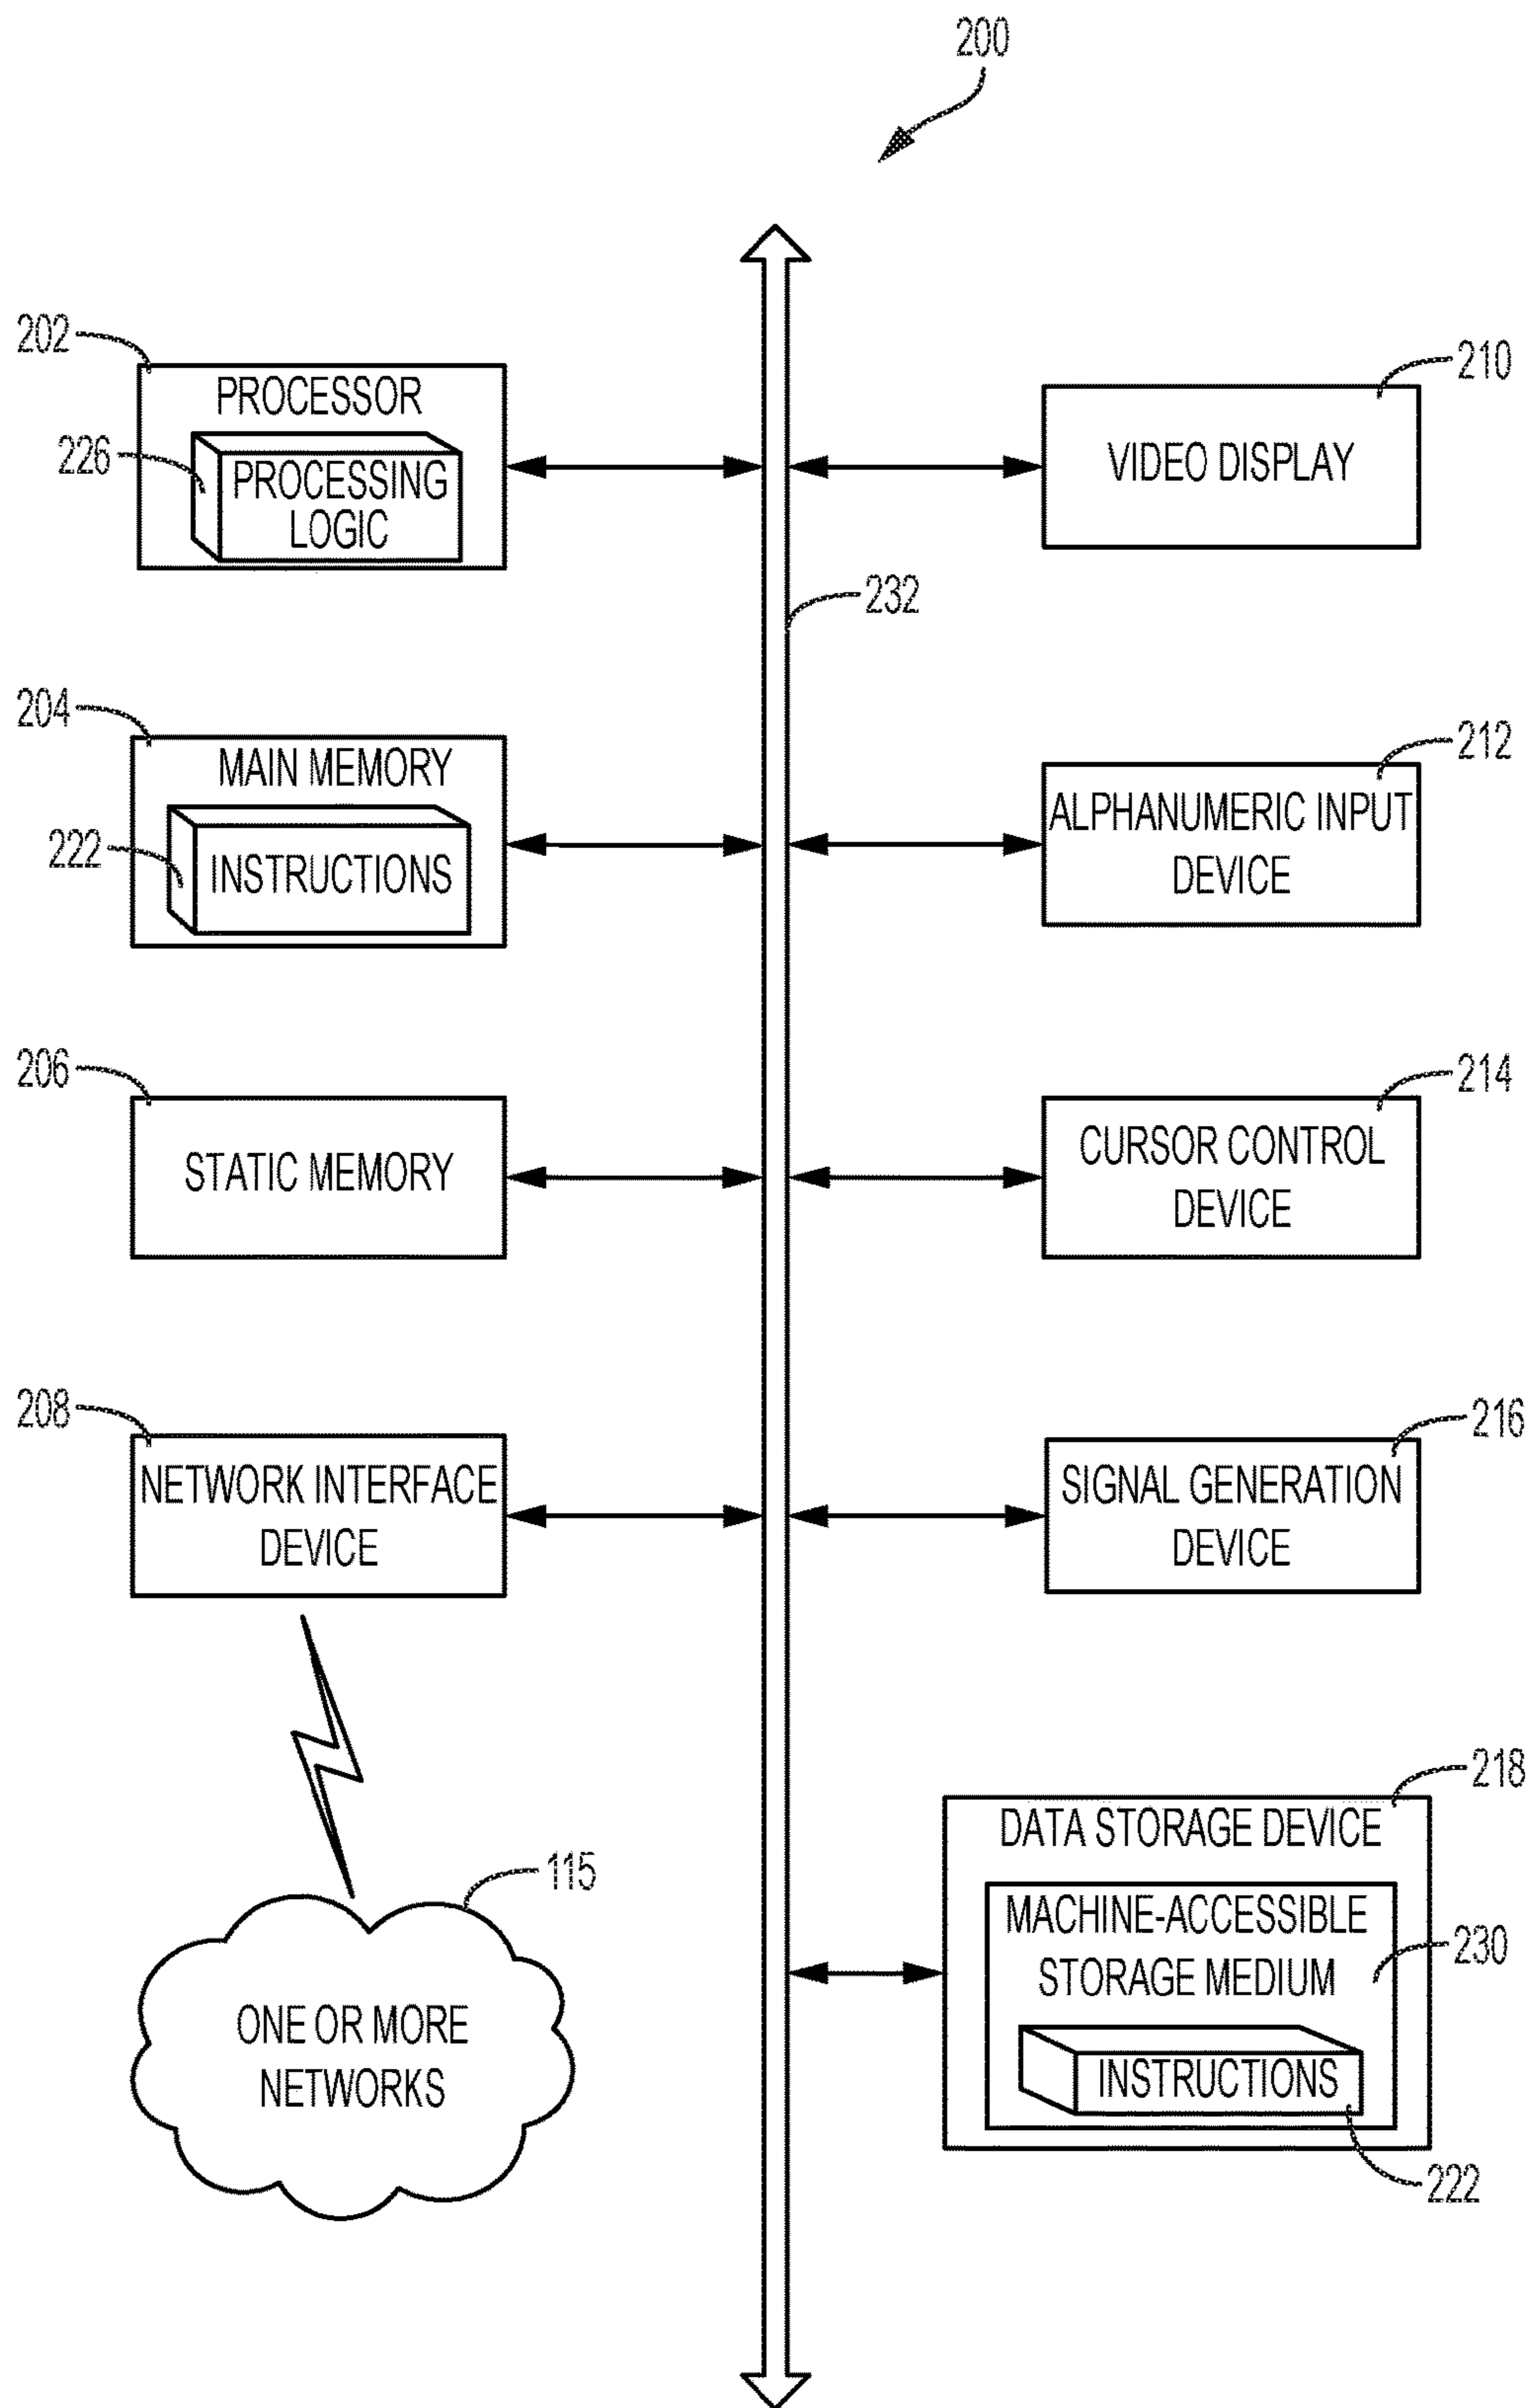 200
202
PROCESSOR
226
PROCESSING
LOGIC
210
VIDEO DISPLAY
232
204
MAIN MEMORY
222
INSTRUCTIONS
212
ALPHANUMERIC INPUT
DEVICE
206
STATIC MEMORY
214
CURSOR CONTROL
DEVICE
208
NETWORK INTERFACE
DEVICE
216
SIGNAL GENERATION
DEVICE
115
ONE OR MORE
NETWORKS
218
DATA STORAGE DEVICE
MACHINE-ACCESSIBLE
STORAGE MEDIUM
230
INSTRUCTIONS
222